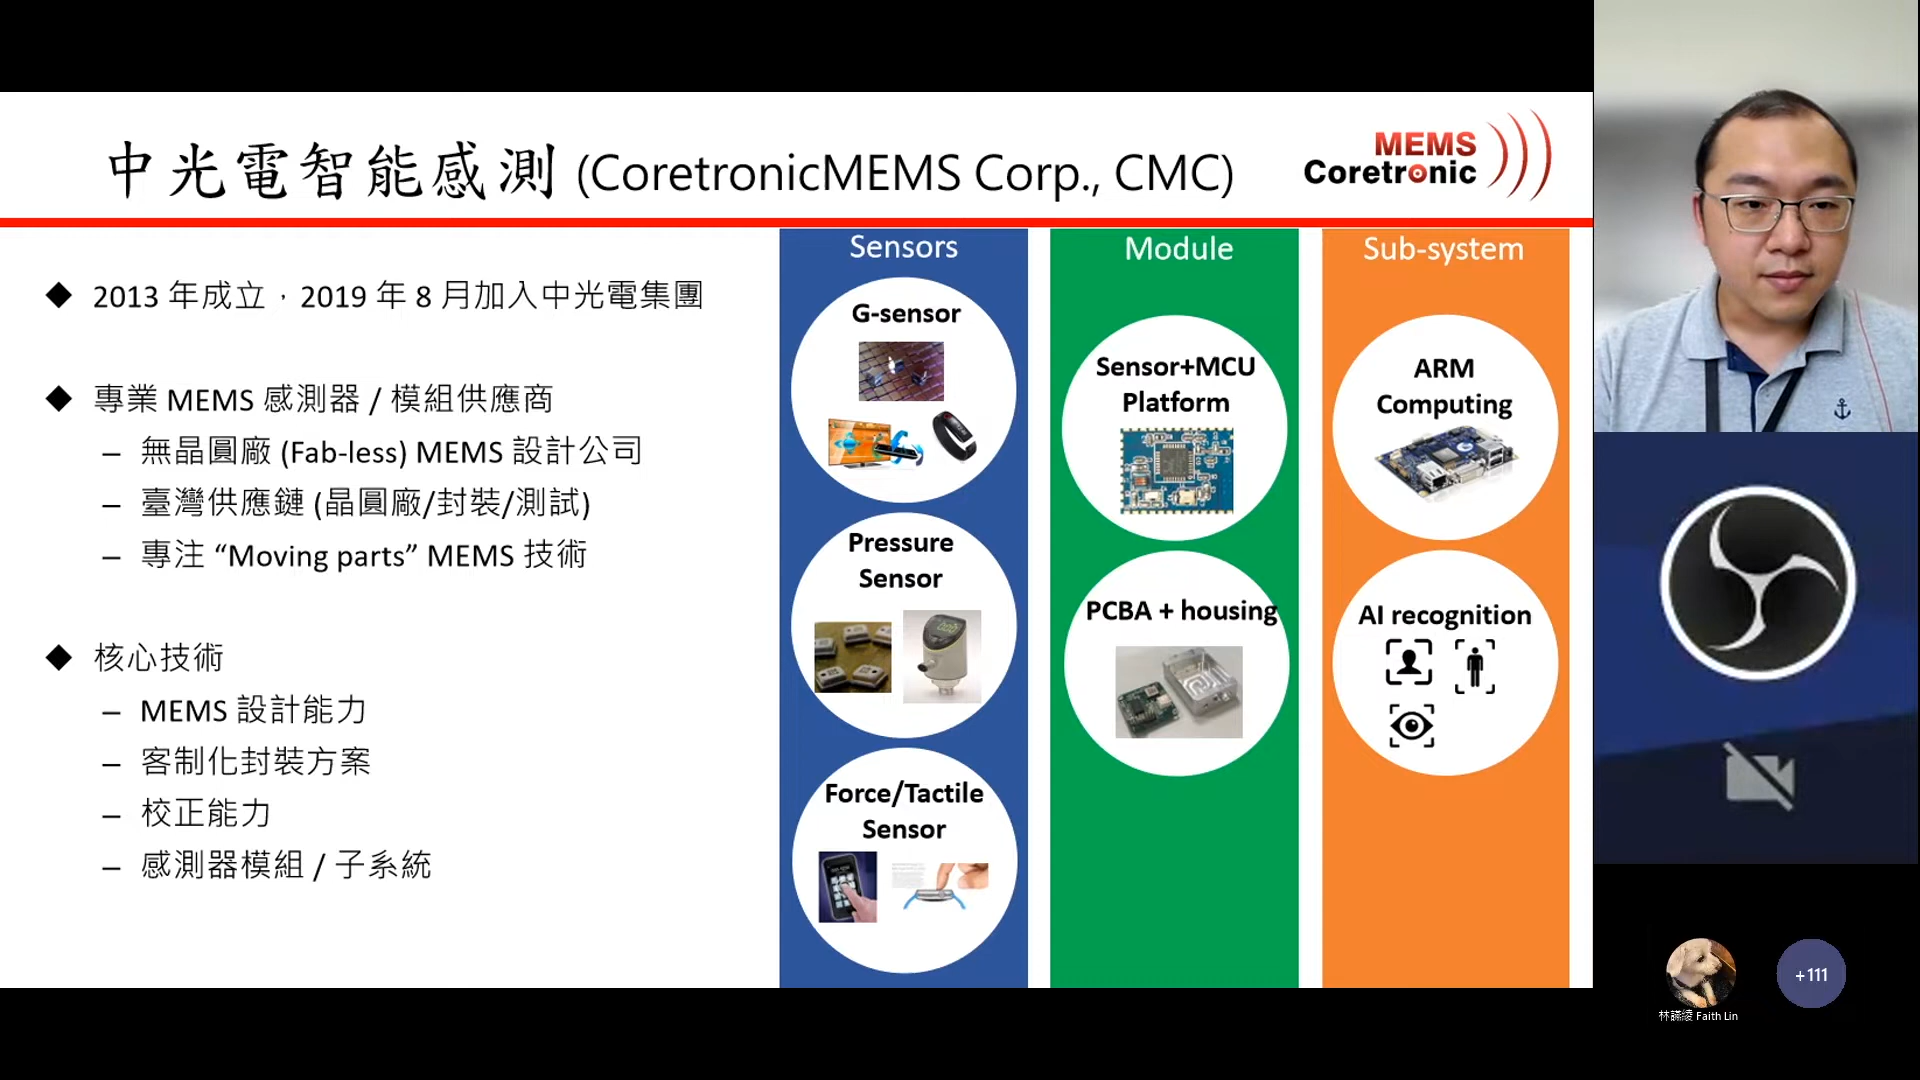 中光電智能感測 (CoretronicMEMS Corp., CMC)
MEMS
Coretronic
◆ 2013 年成立，2019 年 8 月加入中光電集團
◆ 專業 MEMS 感測器 / 模組供應商
– 無晶圓廠 (Fab-less) MEMS 設計公司
– 臺灣供應鏈 (晶圓廠/封裝/測試)
– 專注 “Moving parts” MEMS 技術
◆ 核心技術
– MEMS 設計能力
– 客制化封裝方案
– 校正能力
– 感測器模組 / 子系統
Sensors
G-sensor
Pressure
Sensor
Force/Tactile
Sensor
Module
Sensor+MCU
Platform
PCBA + housing
Sub-system
ARM
Computing
AI recognition
Faith Lin
+111